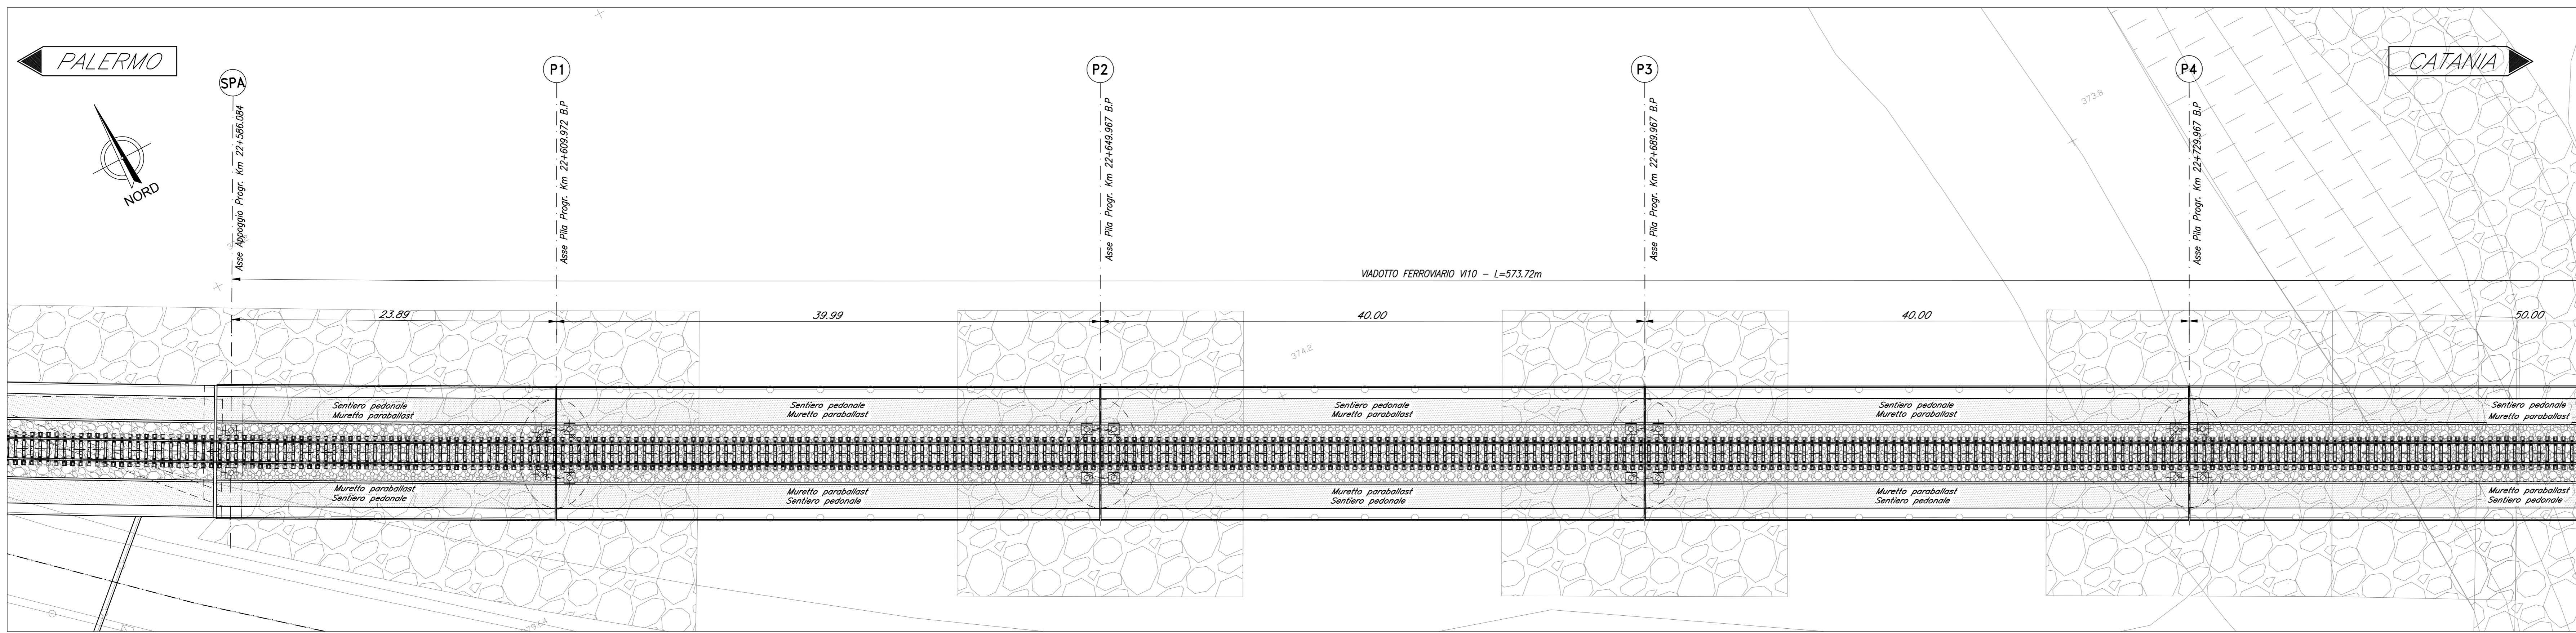 PALERMO
CATANIA
SPA
P1
P2
P3
P4
NORD
Asse Appoggio Progr. Km 22+586.084
Asse Pila Progr. Km 22+609.972 B.P
Asse Pila Progr. Km 22+649.967 B.P
Asse Pila Progr. Km 22+689.967 B.P
Asse Pila Progr. Km 22+729.967 B.P
373.8
VIADOTTO FERROVIARIO VI10 - L=573.72m
23.89
39.99
40.00
40.00
50.00
374.2
Sentiero pedonale
Muretto paraballast
Sentiero pedonale
Muretto paraballast
Sentiero pedonale
Muretto paraballast
Sentiero pedonale
Muretto paraballast
Sentiero pedonale
Muretto paraballast
Muretto paraballast
Sentiero pedonale
Muretto paraballast
Sentiero pedonale
Muretto paraballast
Sentiero pedonale
Muretto paraballast
Sentiero pedonale
Muretto paraballast
Sentiero pedonale